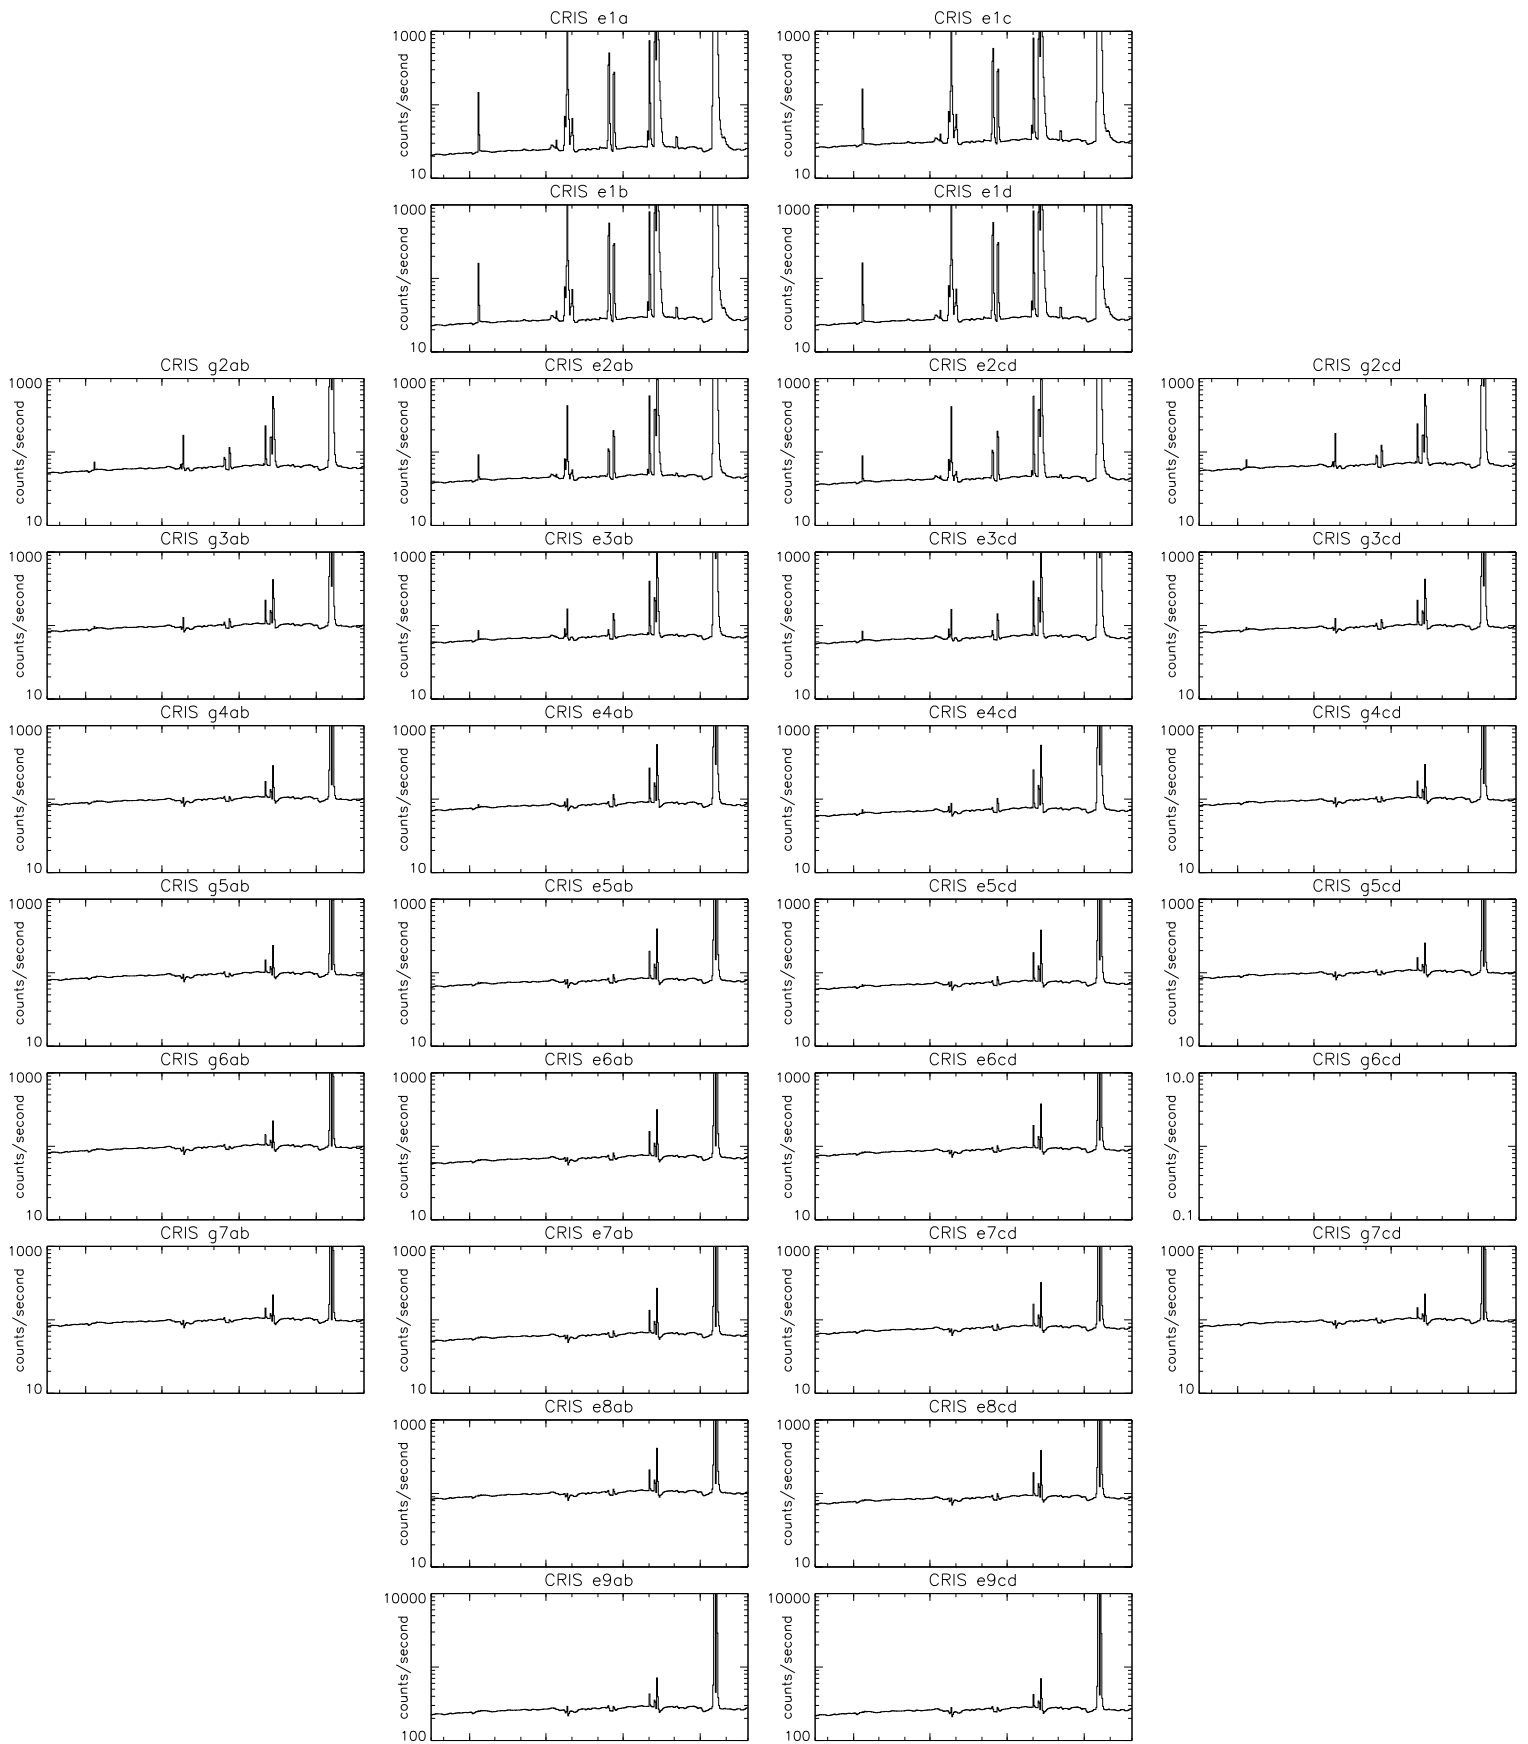 CRIS e1a
CRIS e1c
1000
counts/second
10
1000
counts/second
10
CRIS e1b
CRIS e1d
1000
counts/second
10
1000
counts/second
10
CRIS g2ab
CRIS e2ab
CRIS e2cd
CRIS g2cd
1000
counts/second
10
1000
counts/second
10
1000
counts/second
10
1000
counts/second
10
CRIS g3ab
CRIS e3ab
CRIS e3cd
CRIS g3cd
1000
counts/second
10
1000
counts/second
10
1000
counts/second
10
1000
counts/second
10
CRIS g4ab
CRIS e4ab
CRIS e4cd
CRIS g4cd
1000
counts/second
10
1000
counts/second
10
1000
counts/second
10
1000
counts/second
10
CRIS g5ab
CRIS e5ab
CRIS e5cd
CRIS g5cd
1000
counts/second
10
1000
counts/second
10
1000
counts/second
10
1000
counts/second
10
CRIS g6ab
CRIS e6ab
CRIS e6cd
CRIS g6cd
1000
counts/second
10
1000
counts/second
10
1000
counts/second
10
10.0
counts/second
0.1
CRIS g7ab
CRIS e7ab
CRIS e7cd
CRIS g7cd
1000
counts/second
10
1000
counts/second
10
1000
counts/second
10
1000
counts/second
10
CRIS e8ab
CRIS e8cd
1000
counts/second
10
1000
counts/second
10
CRIS e9ab
CRIS e9cd
10000
counts/second
100
10000
counts/second
100